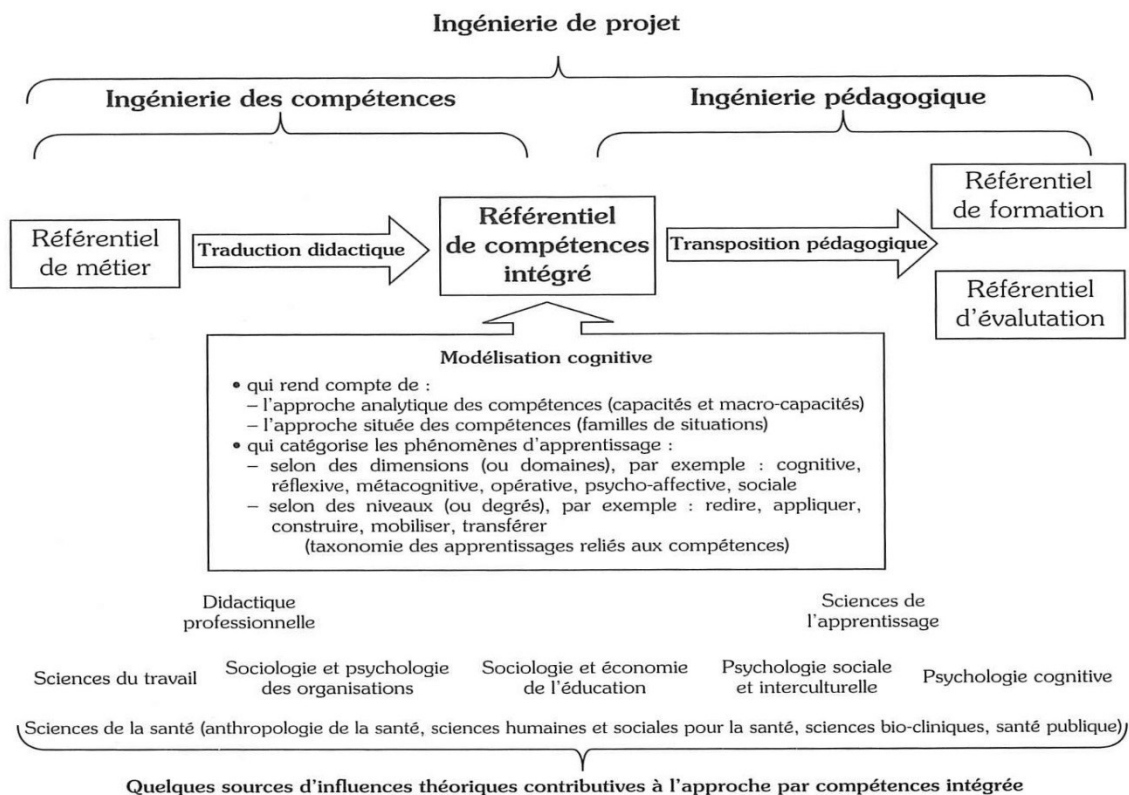 Ingénierie de projet
Ingénierie des compétences
Ingénierie pédagogique
Référentiel
de métier
Traduction didactique
Référentiel
de compétences
intégré
Transposition pédagogique
Référentiel
de formation
Référentiel
d'évalutation
Modélisation cognitive
• qui rend compte de :
– l'approche analytique des compétences (capacités et macro-capacités)
– l'approche située des compétences (familles de situations)
• qui catégorise les phénomènes d'apprentissage :
– selon des dimensions (ou domaines), par exemple : cognitive,
réflexive, métacognitive, opérative, psycho-affective, sociale
– selon des niveaux (ou degrés), par exemple : redire, appliquer,
construire, mobiliser, transférer
(taxonomie des apprentissages reliés aux compétences)
Didactique
professionnelle
Sciences de
l'apprentissage
Sciences du travail
Sociologie et psychologie
des organisations
Sociologie et économie
de l'éducation
Psychologie sociale
et interculturelle
Psychologie cognitive
Sciences de la santé (anthropologie de la santé, sciences humaines et sociales pour la santé, sciences bio-cliniques, santé publique)
Quelques sources d'influences théoriques contributives à l'approche par compétences intégrée